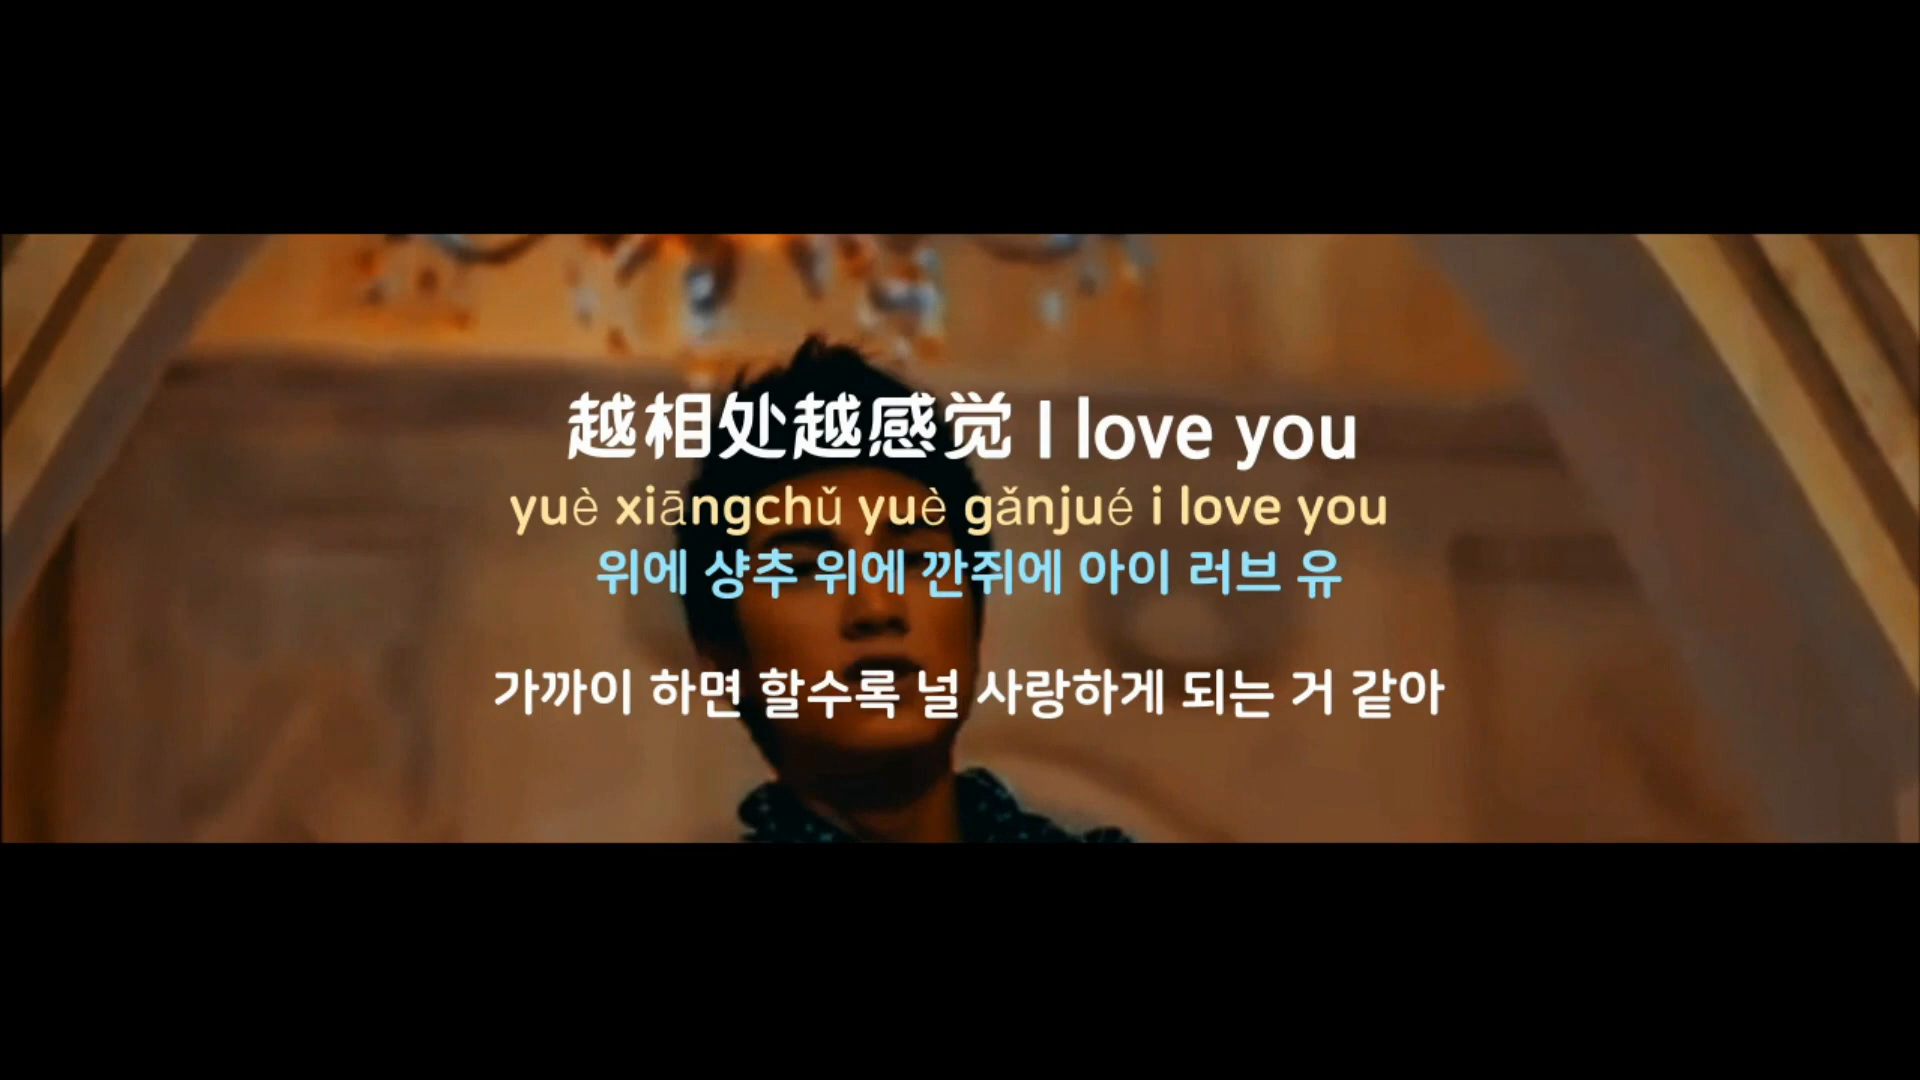 越相处越感觉 I love you
yuè xiāngchǔ yuè gǎnjué i love you
위에 샹추 위에 깐쥐에 아이 러브 유
가까이 하면 할수록 널 사랑하게 되는 거 같아